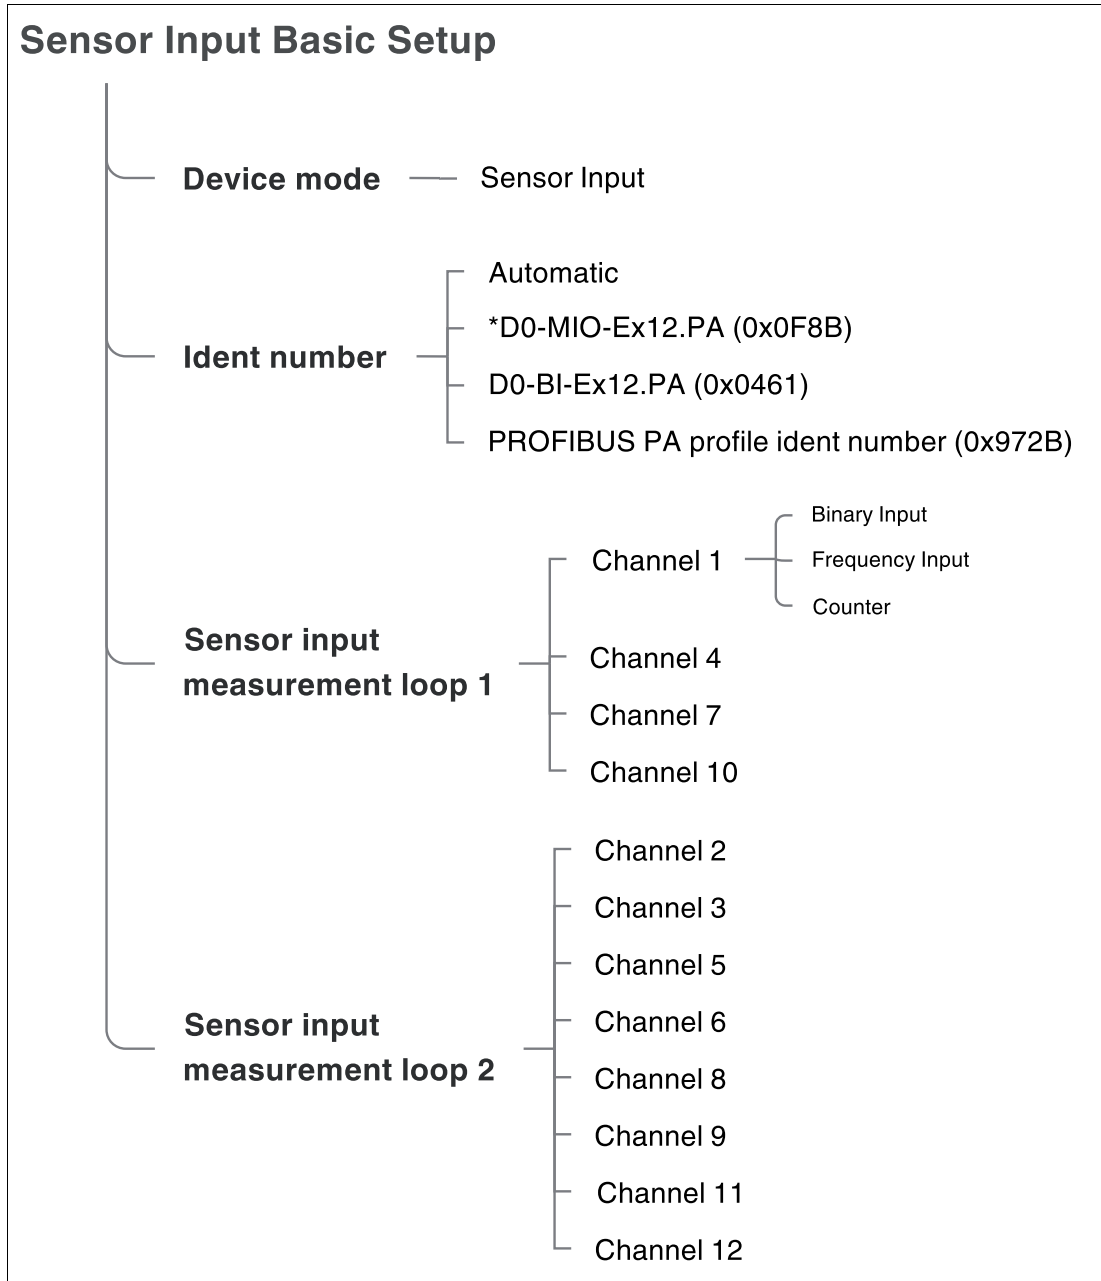 Sensor Input Basic Setup
Device mode
Sensor Input
Ident number
Automatic
*D0-MIO-Ex12.PA (0x0F8B)
D0-BI-Ex12.PA (0x0461)
PROFIBUS PA profile ident number (0x972B)
Sensor input
measurement loop 1
Channel 1
Binary Input
Frequency Input
Counter
Channel 4
Channel 7
Channel 10
Sensor input
measurement loop 2
Channel 2
Channel 3
Channel 5
Channel 6
Channel 8
Channel 9
Channel 11
Channel 12